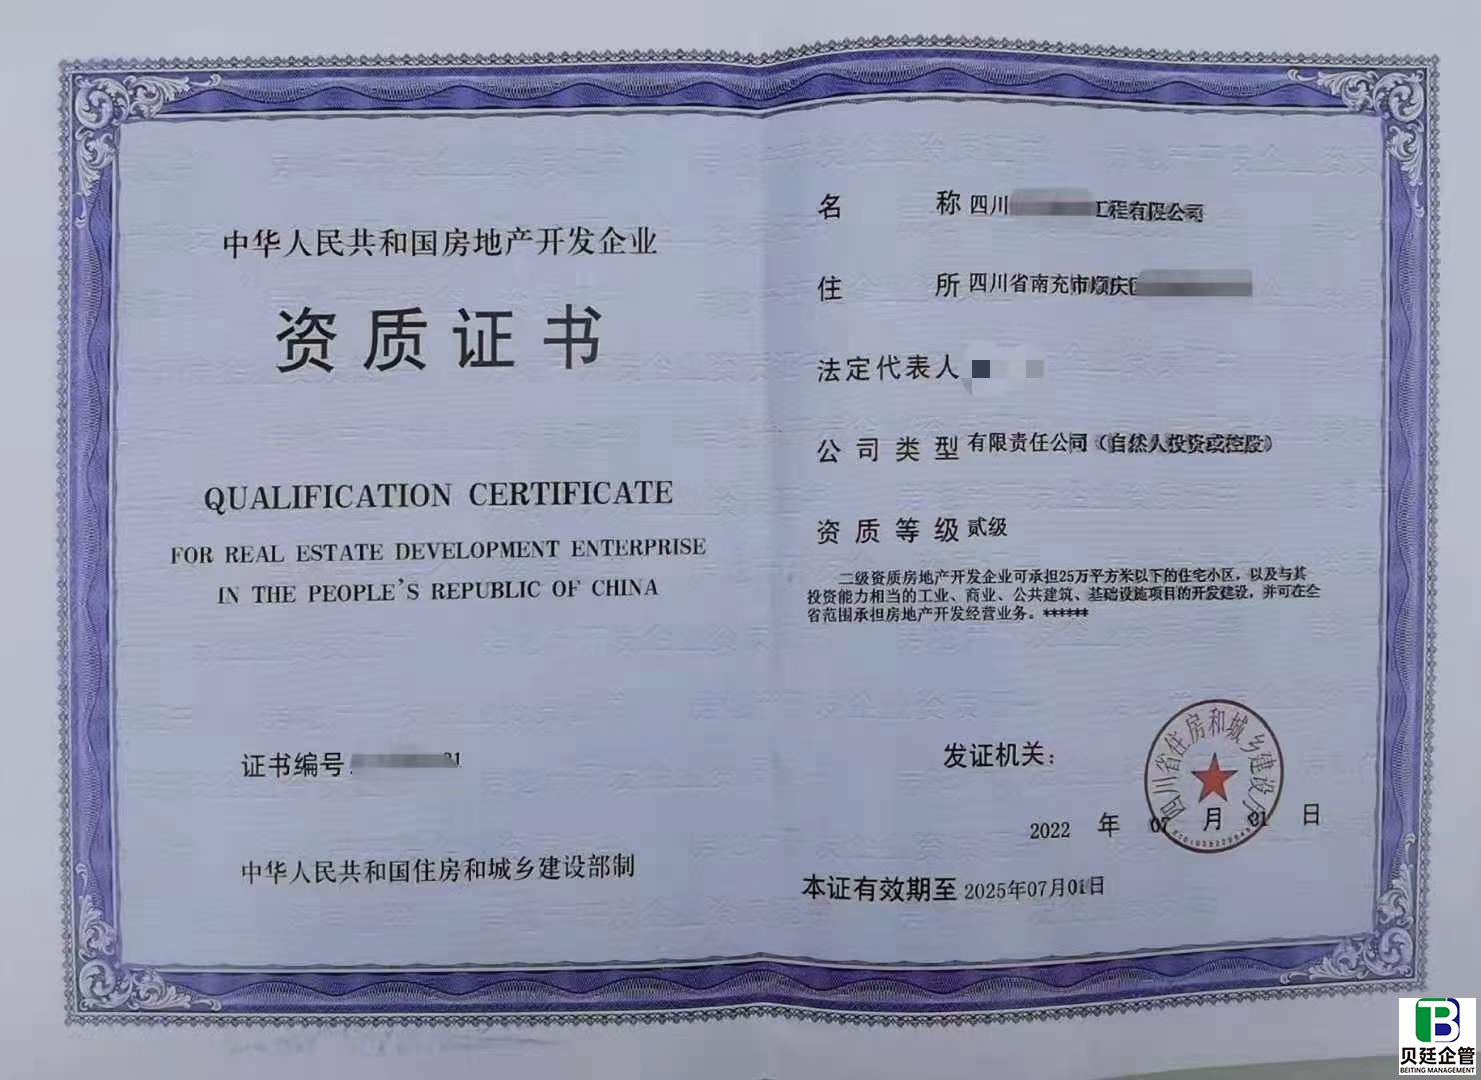 中华人民共和国房地产开发企业
资质证书
QUALIFICATION CERTIFICATE
FOR REAL ESTATE DEVELOPMENT ENTERPRISE
IN THE PEOPLE'S REPUBLIC OF CHINA
证书编号
中华人民共和国住房和城乡建设部制
名 称 四川 工程有限公司
住 所 四川省南充市顺庆区
法定代表人
公司类型 有限责任公司（自然人投资或控股）
资质等级 贰级
二级资质房地产开发企业可承担25万平方米以下的住宅小区，以及与其
投资能力相当的工业、商业、公共建筑、基础设施项目的开发建设，并可在全
省范围承担房地产开发经营业务。******
发证机关：
四川省住房和城乡建设厅
2022 年 07 月 01 日
本证有效期至 2025年07月01日
贝廷企管
BEITING MANAGEMENT